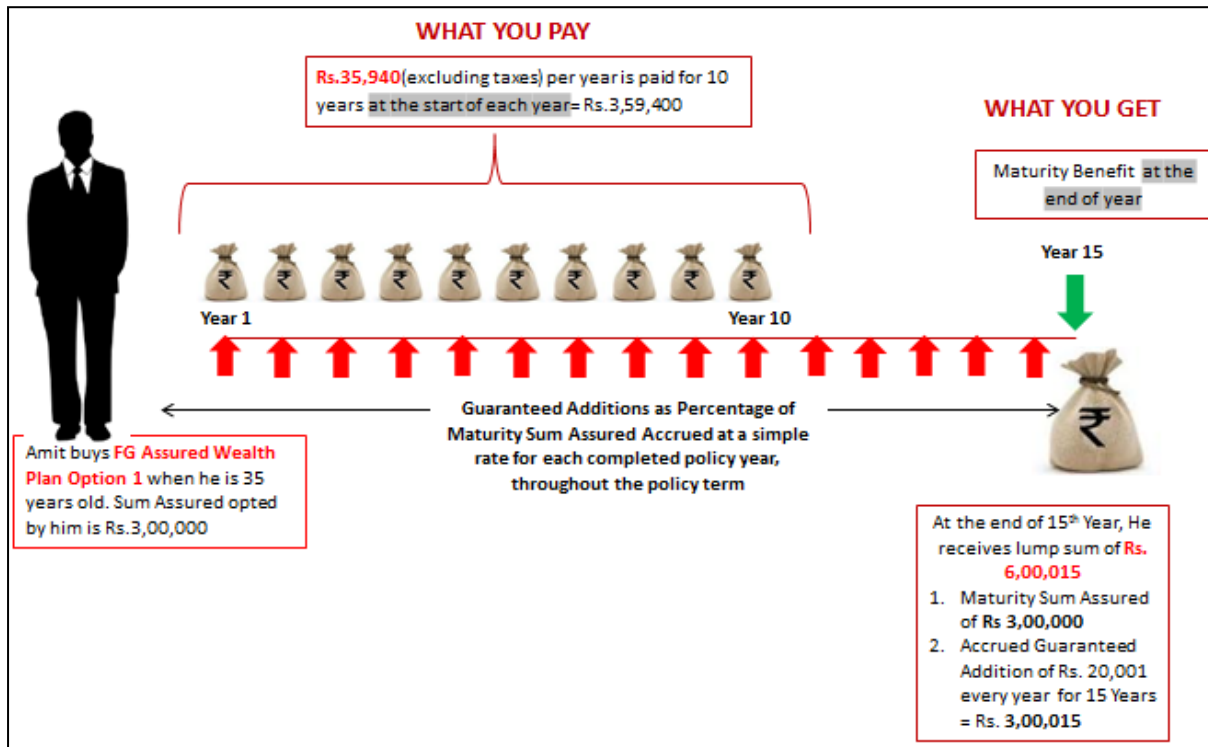 WHAT YOU PAY
Rs.35,940(excluding taxes) per year is paid for 10
years at the start of each year= Rs.3,59,400
WHAT YOU GET
Maturity Benefit at the
end of year
Year 15
₹ ₹ ₹ ₹ ₹ ₹ ₹ ₹ ₹ ₹
Year 1
Year 10
₹
Guaranteed Additions as Percentage of
Maturity Sum Assured Accrued at a simple
rate for each completed policy year,
throughout the policy term
Amit buys FG Assured Wealth
Plan Option 1 when he is 35
years old. Sum Assured opted
by him is Rs.3,00,000
At the end of 15th Year, He
receives lump sum of Rs.
6,00,015
1. Maturity Sum Assured
of Rs 3,00,000
2. Accrued Guaranteed
Addition of Rs. 20,001
every year for 15 Years
= Rs. 3,00,015